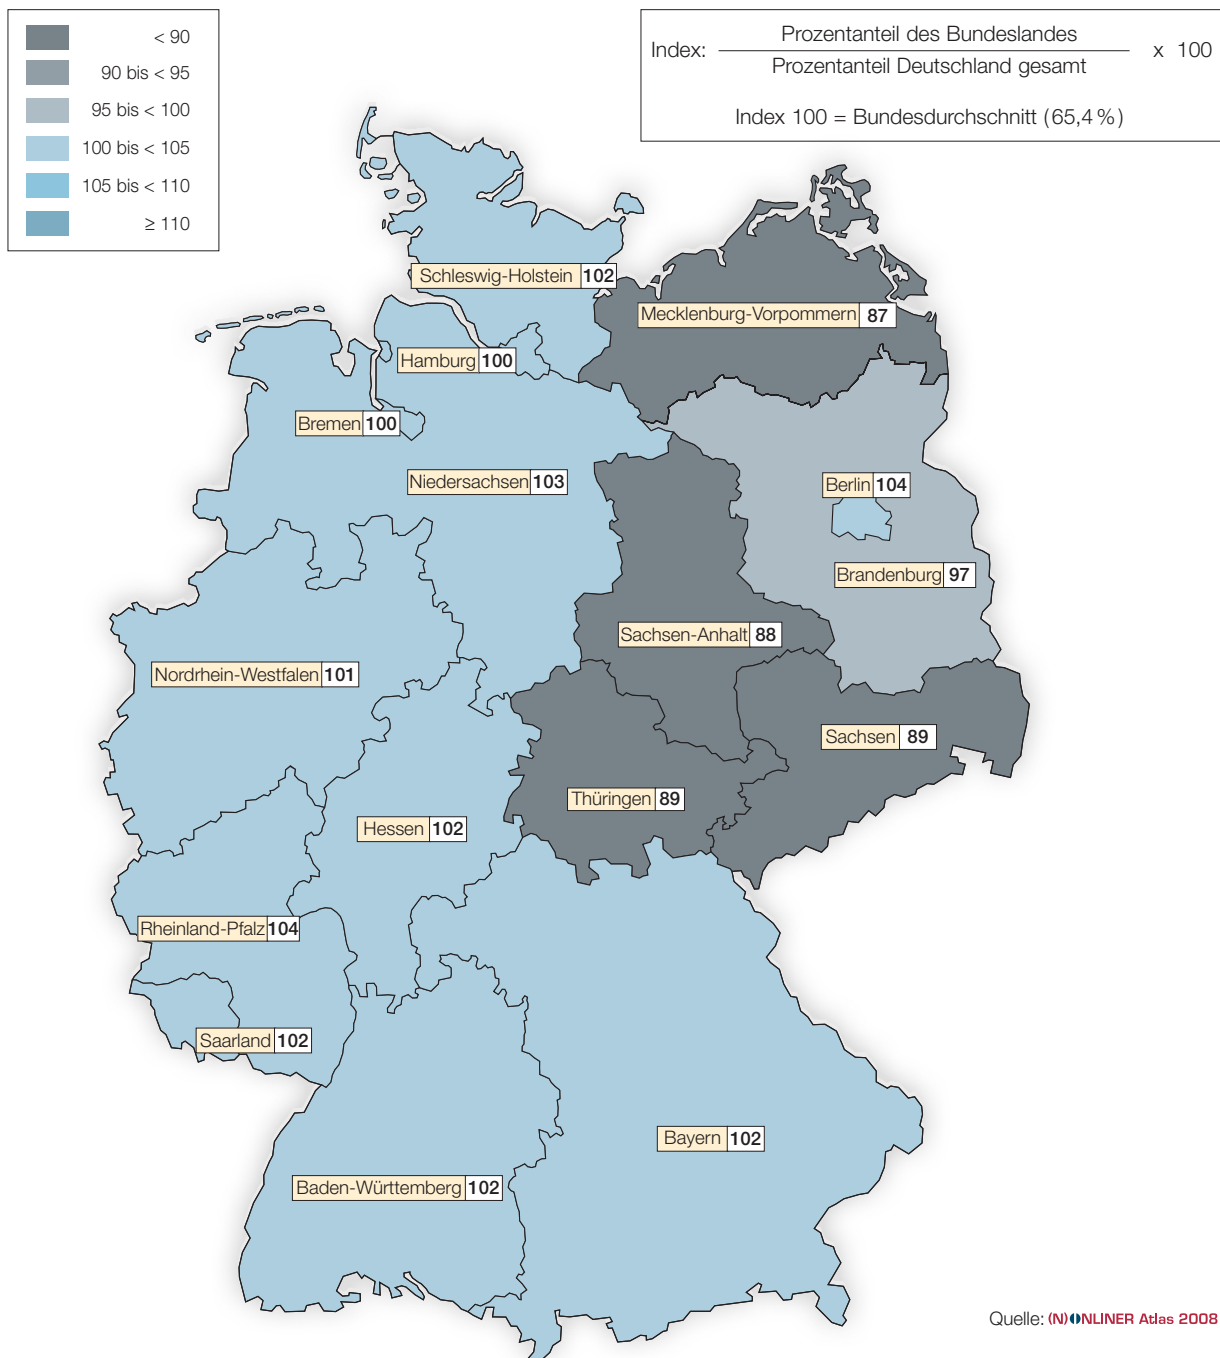 < 90
90 bis < 95
95 bis < 100
100 bis < 105
105 bis < 110
≥ 110
Index: Prozentanteil des Bundeslandes x 100
Prozentanteil Deutschland gesamt
Index 100 = Bundesdurchschnitt (65,4 %)
Schleswig-Holstein 102
Mecklenburg-Vorpommern 87
Hamburg 100
Bremen 100
Niedersachsen 103
Berlin 104
Brandenburg 97
Sachsen-Anhalt 88
Nordrhein-Westfalen 101
Sachsen 89
Thüringen 89
Hessen 102
Rheinland-Pfalz 104
Saarland 102
Bayern 102
Baden-Württemberg 102
Quelle: (N)ONLINER Atlas 2008